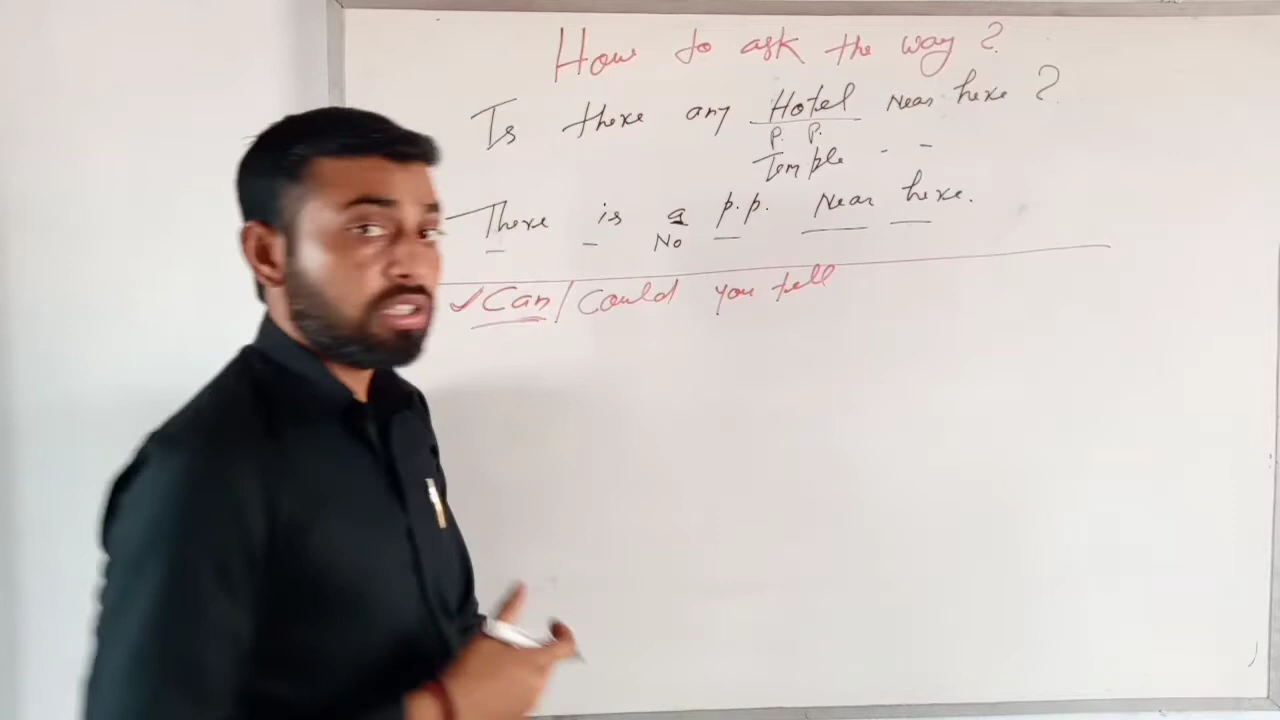 How to ask the way?
Is there any Hotel Near here?
P. P.
Temple - -
There is a p.p. Near here.
No
✓Can/Could you tell